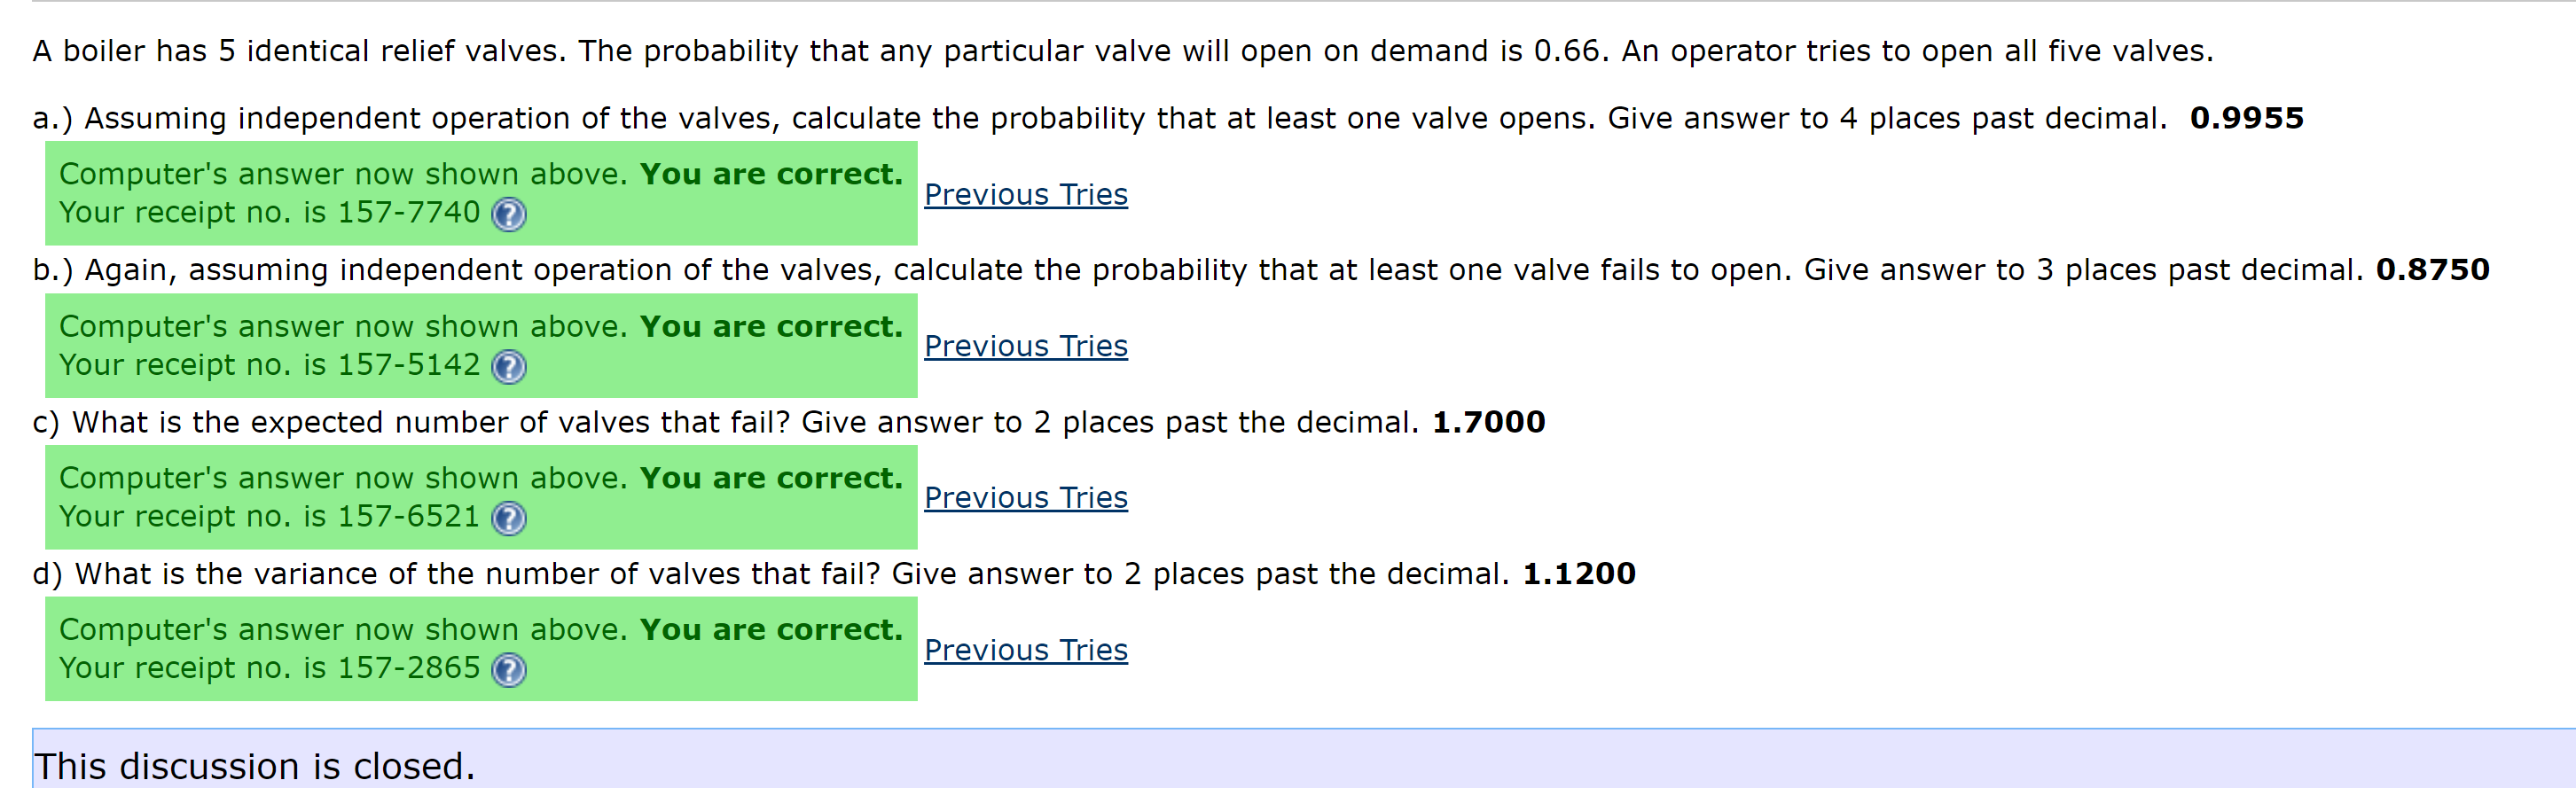 A boiler has 5 identical relief valves. The probability that any particular valve will open on demand is 0.66. An operator tries to open all five valves.
a.) Assuming independent operation of the valves, calculate the probability that at least one valve opens. Give answer to 4 places past decimal. 0.9955
Computer's answer now shown above. You are correct.
Your receipt no. is 157-7740 ?
Previous Tries
b.) Again, assuming independent operation of the valves, calculate the probability that at least one valve fails to open. Give answer to 3 places past decimal. 0.8750
Computer's answer now shown above. You are correct.
Your receipt no. is 157-5142 ?
Previous Tries
c) What is the expected number of valves that fail? Give answer to 2 places past the decimal. 1.7000
Computer's answer now shown above. You are correct.
Your receipt no. is 157-6521 ?
Previous Tries
d) What is the variance of the number of valves that fail? Give answer to 2 places past the decimal. 1.1200
Computer's answer now shown above. You are correct.
Your receipt no. is 157-2865 ?
Previous Tries
This discussion is closed.